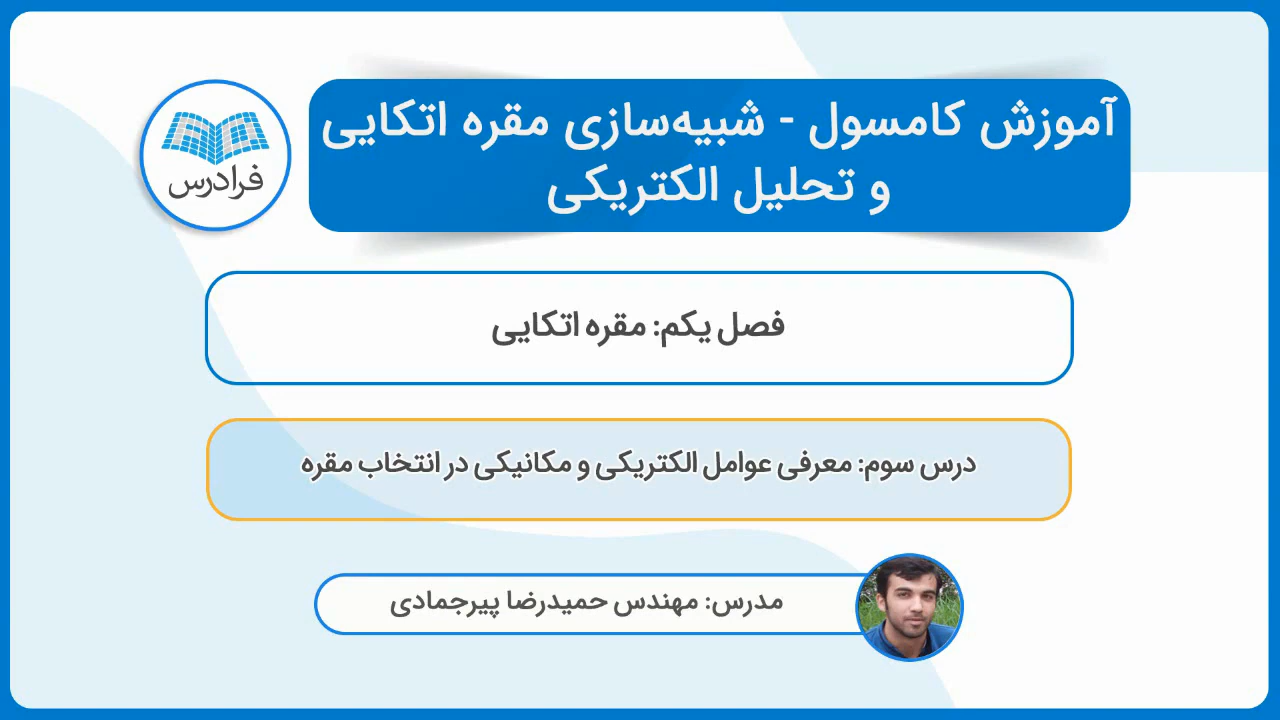 آموزش کامسول - شبیه‌سازی مقره اتکایی
و تحلیل الکتریکی
فرادرس
فصل یکم: مقره اتکایی
درس سوم: معرفی عوامل الکتریکی و مکانیکی در انتخاب مقره
مدرس: مهندس حمیدرضا پیرجمادی